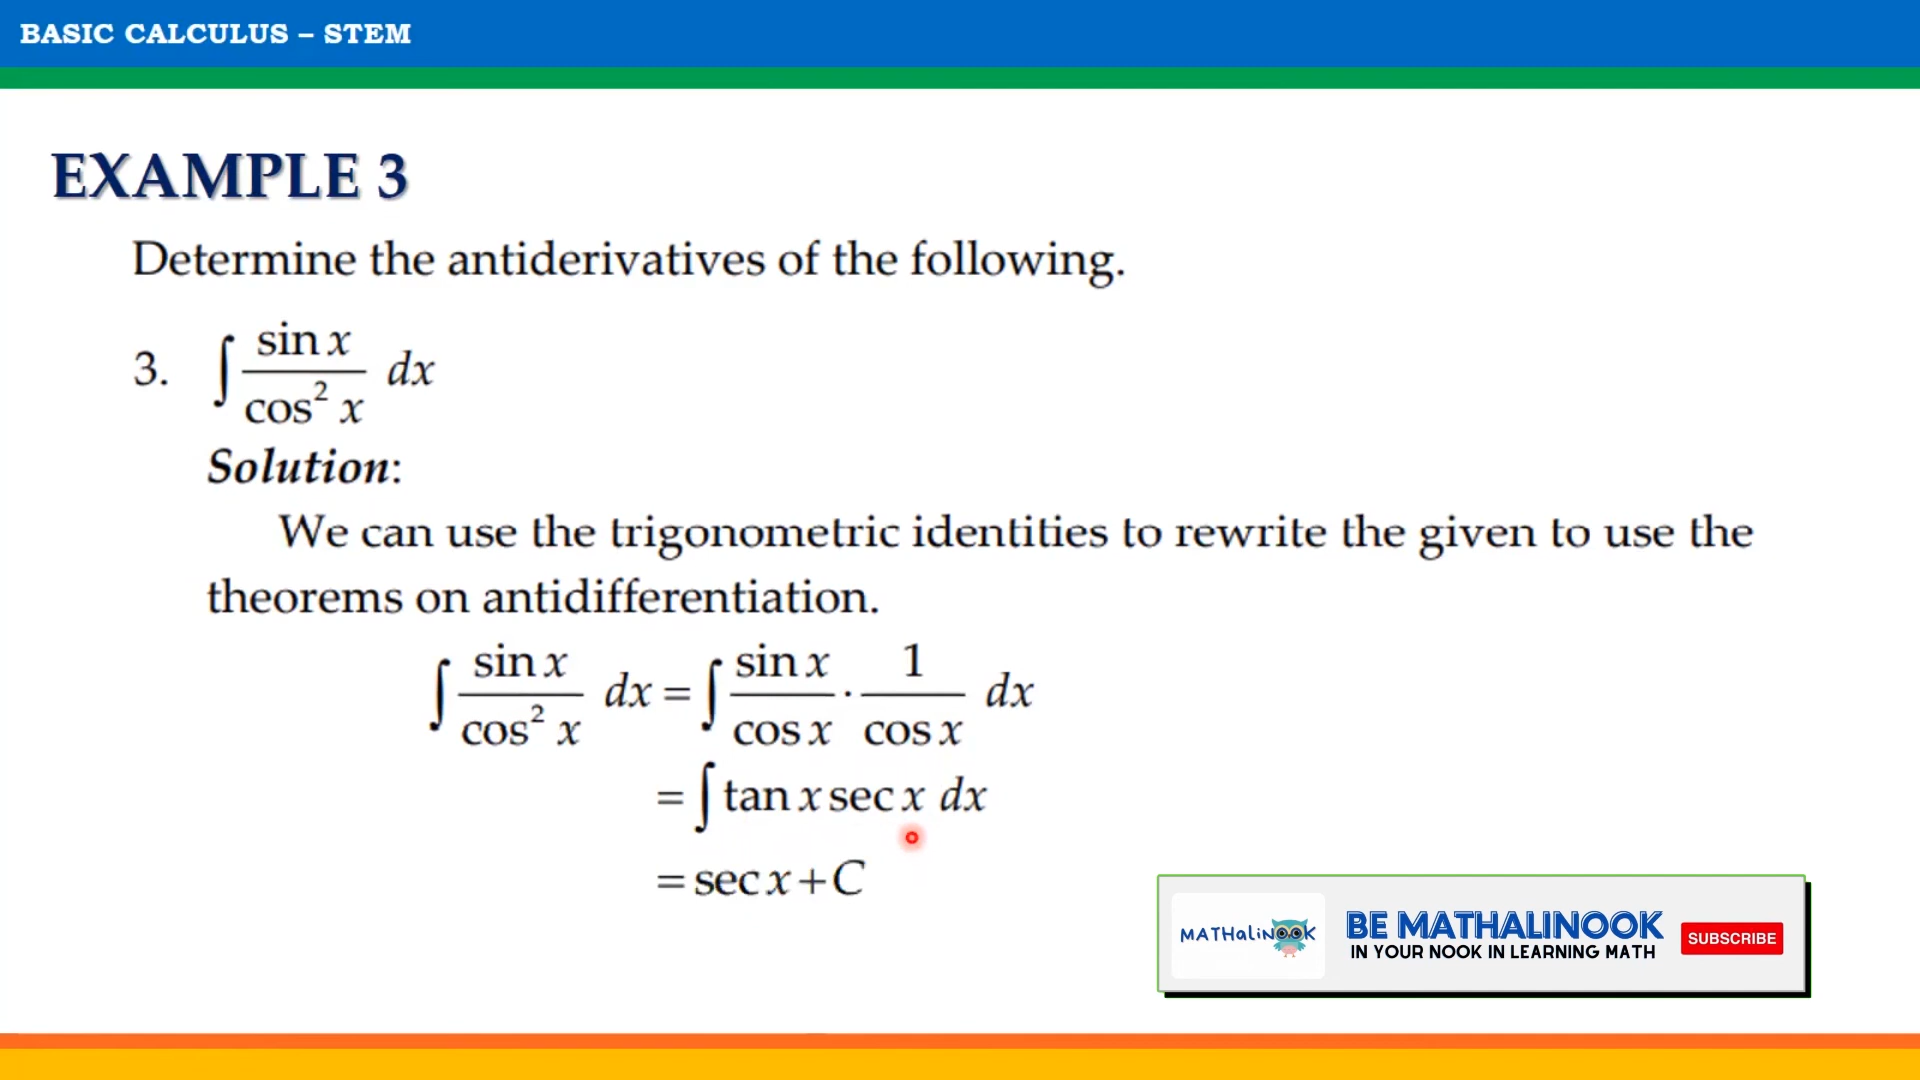 BASIC CALCULUS – STEM
EXAMPLE 3
Determine the antiderivatives of the following.
3. ∫ sin x / cos² x dx
Solution:
We can use the trigonometric identities to rewrite the given to use the
theorems on antidifferentiation.
∫ sin x / cos² x dx = ∫ sin x / cos x · 1 / cos x dx
= ∫ tan x sec x dx
= sec x + C
MATHaliNOOK
BE MATHALINOOK
IN YOUR NOOK IN LEARNING MATH
SUBSCRIBE